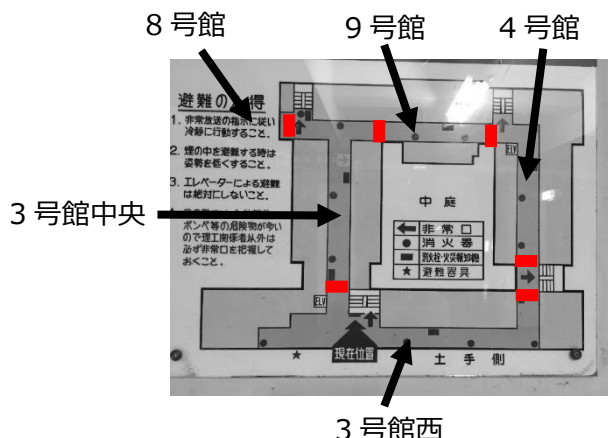 8号館
9号館
4号館
3号館中央
3号館西
避難の
得
1. 非常放送の指示に従い
冷静に行動すること。
2. 煙の中を避難する時は
姿勢を低くすること。
3. エレベーターによる避難
は絶対にしないこと。
ボンベ等の危険物が多い
ので理工関係者以外は
必ず非常口を把握して
おくこと。
中庭
非常口
消火器
避難器具
ELV
ELV
現在位置
土手側